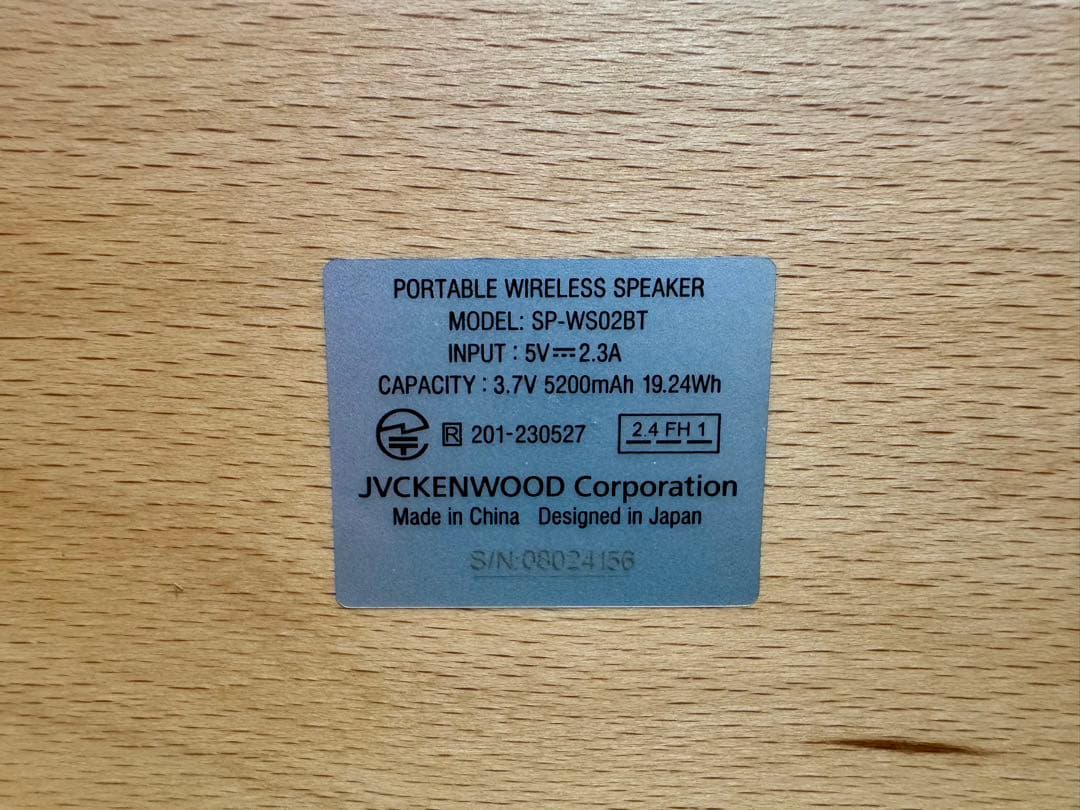 PORTABLE WIRELESS SPEAKER
MODEL: SP-WS02BT
INPUT : 5V⎓2.3A
CAPACITY : 3.7V 5200mAh 19.24Wh
R 201-230527 2.4 FH 1
JVCKENWOOD Corporation
Made in China Designed in Japan
S/N:08024156